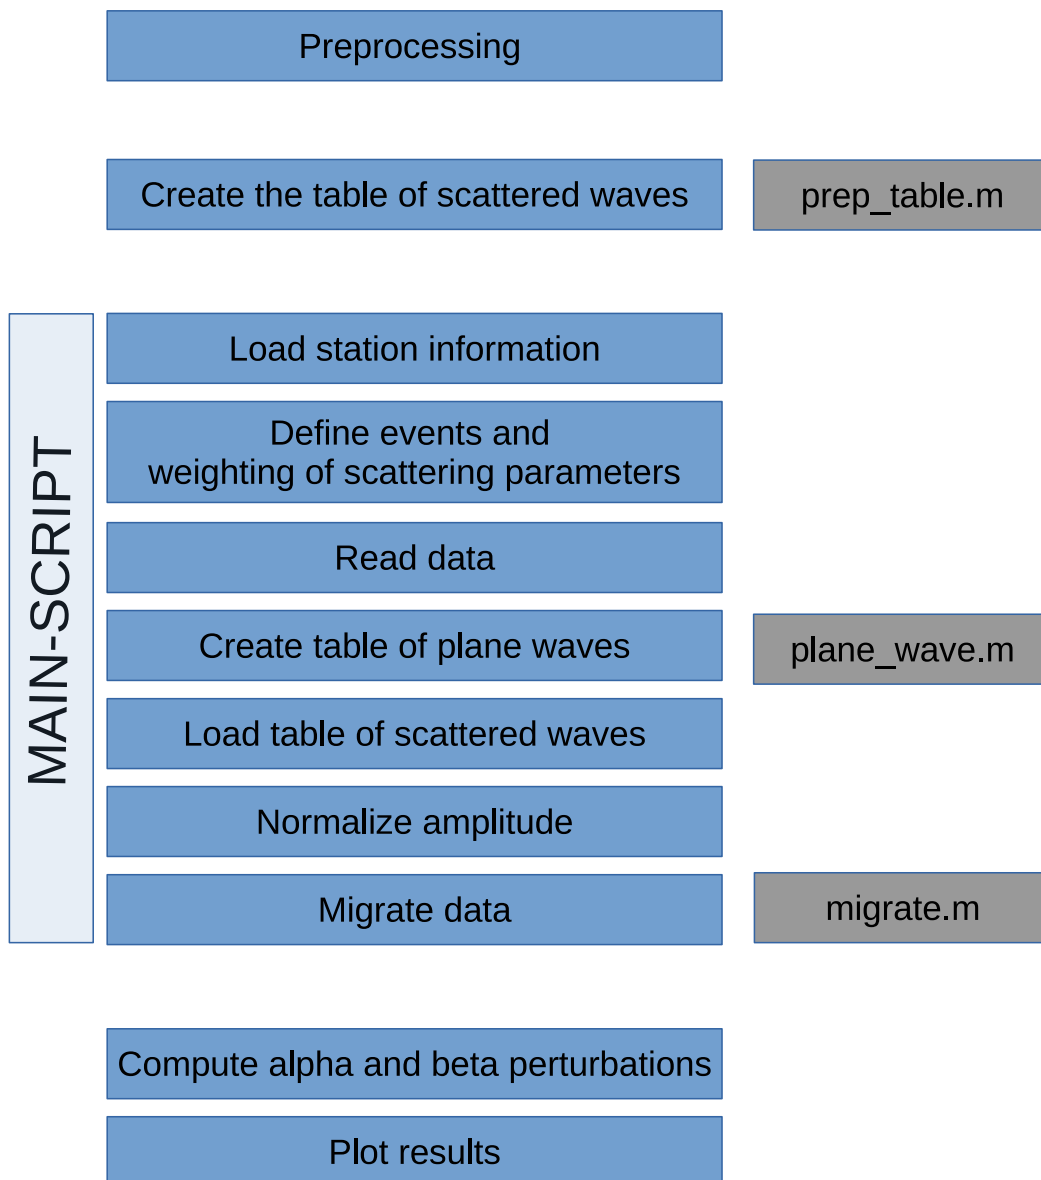 Preprocessing
Create the table of scattered waves
prep_table.m
MAIN-SCRIPT
Load station information
Define events and
weighting of scattering parameters
Read data
Create table of plane waves
plane_wave.m
Load table of scattered waves
Normalize amplitude
Migrate data
migrate.m
Compute alpha and beta perturbations
Plot results